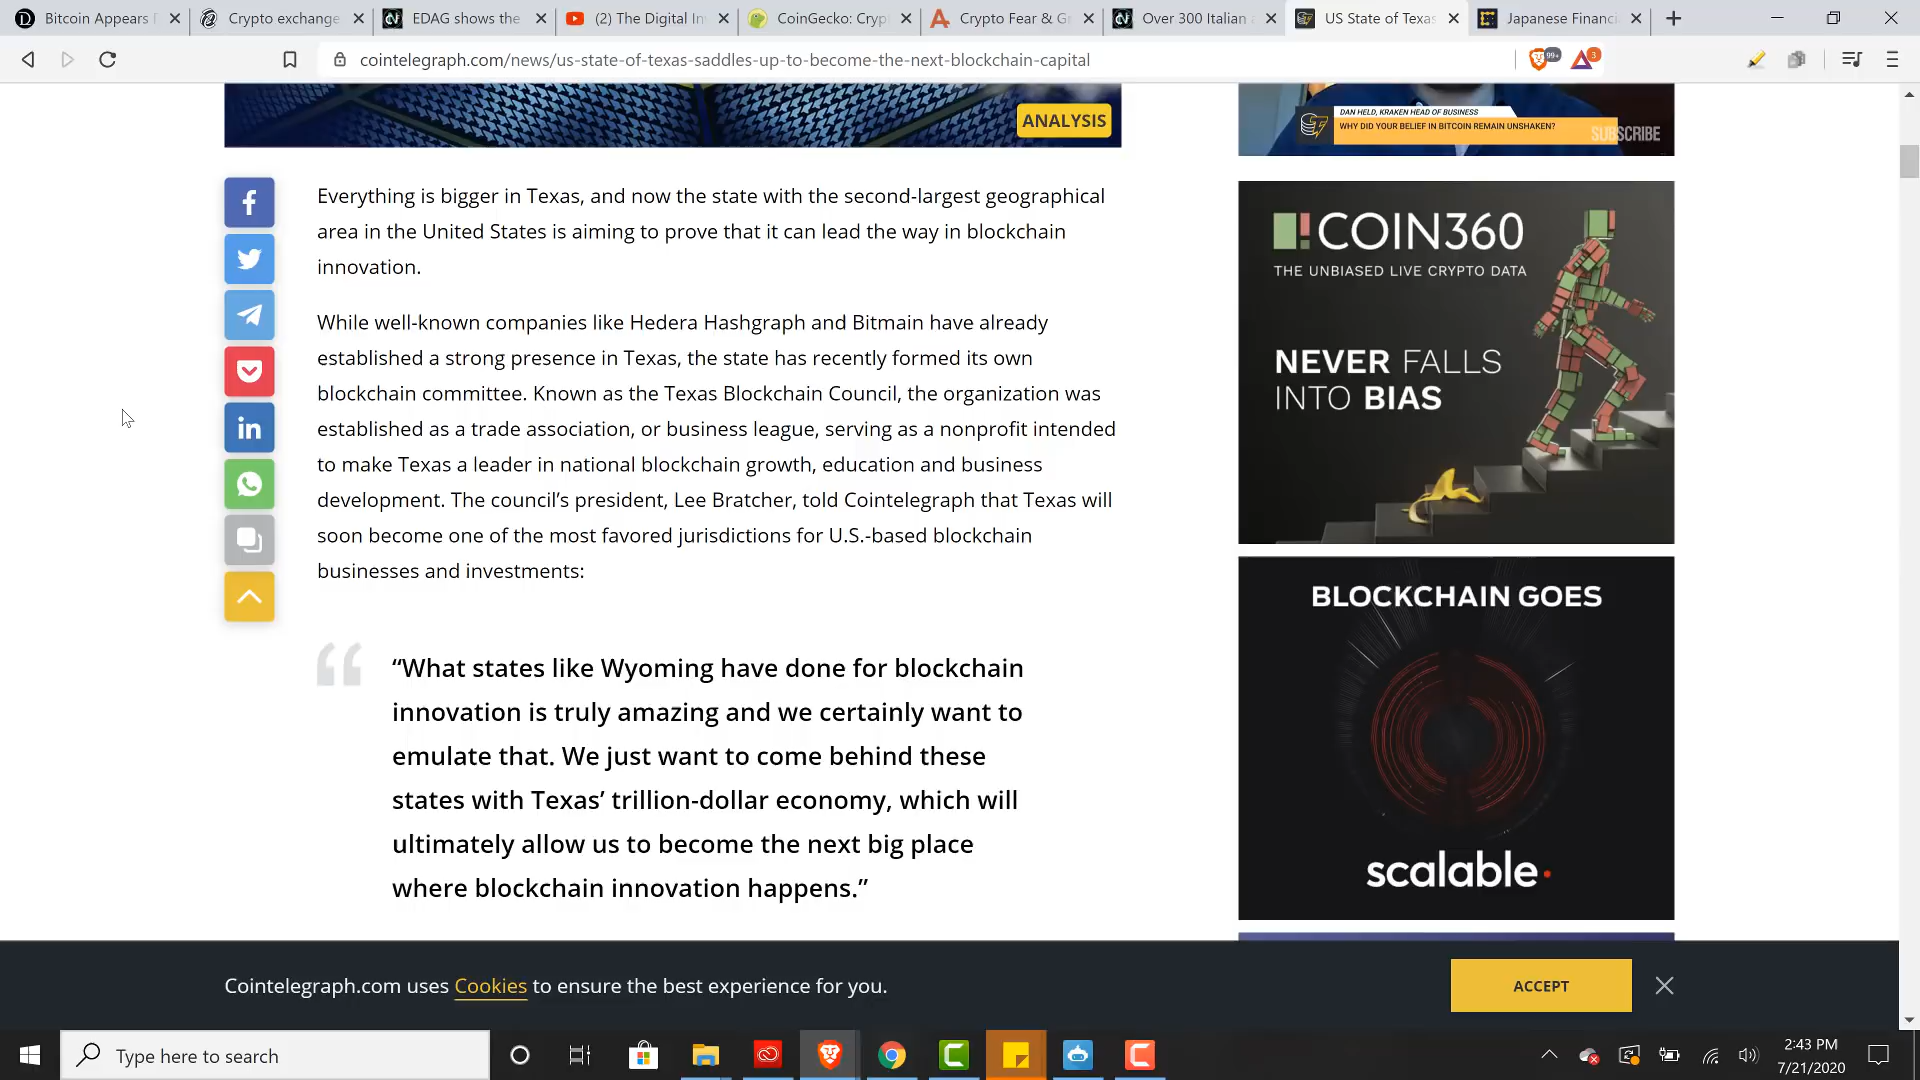 Bitcoin Appears
Crypto exchange
EDAG shows the
(2) The Digital In
CoinGecko: Cryp
Crypto Fear & G
Over 300 Italian
US State of Texas
Japanese Financi
cointelegraph.com/news/us-state-of-texas-saddles-up-to-become-the-next-blockchain-capital
99+
3
ANALYSIS
DAN HELD, KRAKEN HEAD OF BUSINESS
WHY DID YOUR BELIEF IN BITCOIN REMAIN UNSHAKEN?
SUBSCRIBE
Everything is bigger in Texas, and now the state with the second-largest geographical
area in the United States is aiming to prove that it can lead the way in blockchain
innovation.
While well-known companies like Hedera Hashgraph and Bitmain have already
established a strong presence in Texas, the state has recently formed its own
blockchain committee. Known as the Texas Blockchain Council, the organization was
established as a trade association, or business league, serving as a nonprofit intended
to make Texas a leader in national blockchain growth, education and business
development. The council’s president, Lee Bratcher, told Cointelegraph that Texas will
soon become one of the most favored jurisdictions for U.S.-based blockchain
businesses and investments:
“What states like Wyoming have done for blockchain
innovation is truly amazing and we certainly want to
emulate that. We just want to come behind these
states with Texas’ trillion-dollar economy, which will
ultimately allow us to become the next big place
where blockchain innovation happens.”
COIN360
THE UNBIASED LIVE CRYPTO DATA
NEVER FALLS
INTO BIAS
BLOCKCHAIN GOES
scalable.
Cointelegraph.com uses Cookies to ensure the best experience for you.
ACCEPT
Type here to search
2:43 PM
7/21/2020